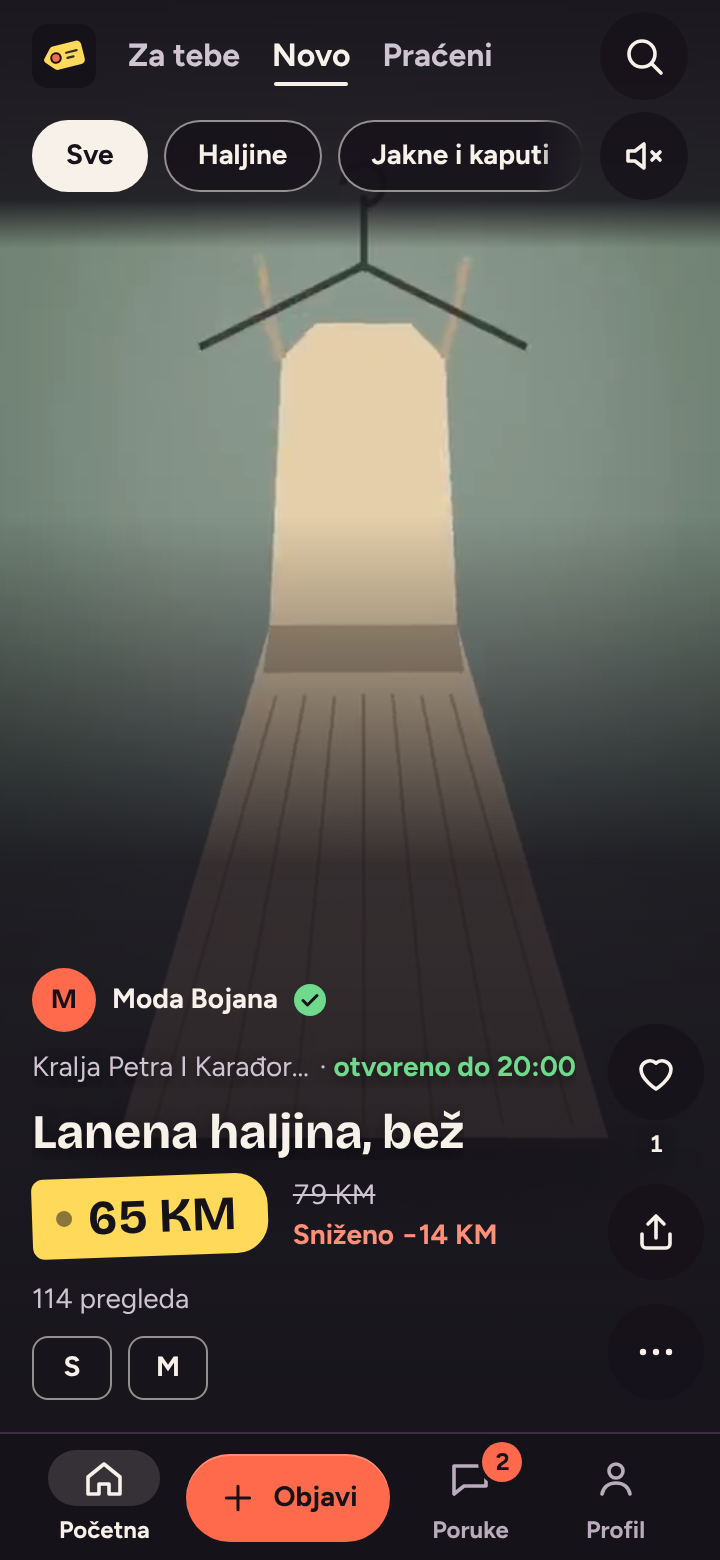 Za tebe Novo Praćeni
Sve Haljine Jakne i kaputi
M Moda Bojana
Kralja Petra I Karađor... · otvoreno do 20:00
Lanena haljina, bež
1
65 KM
79 KM
Sniženo −14 KM
114 pregleda
S M
2
Objavi
Početna Poruke Profil